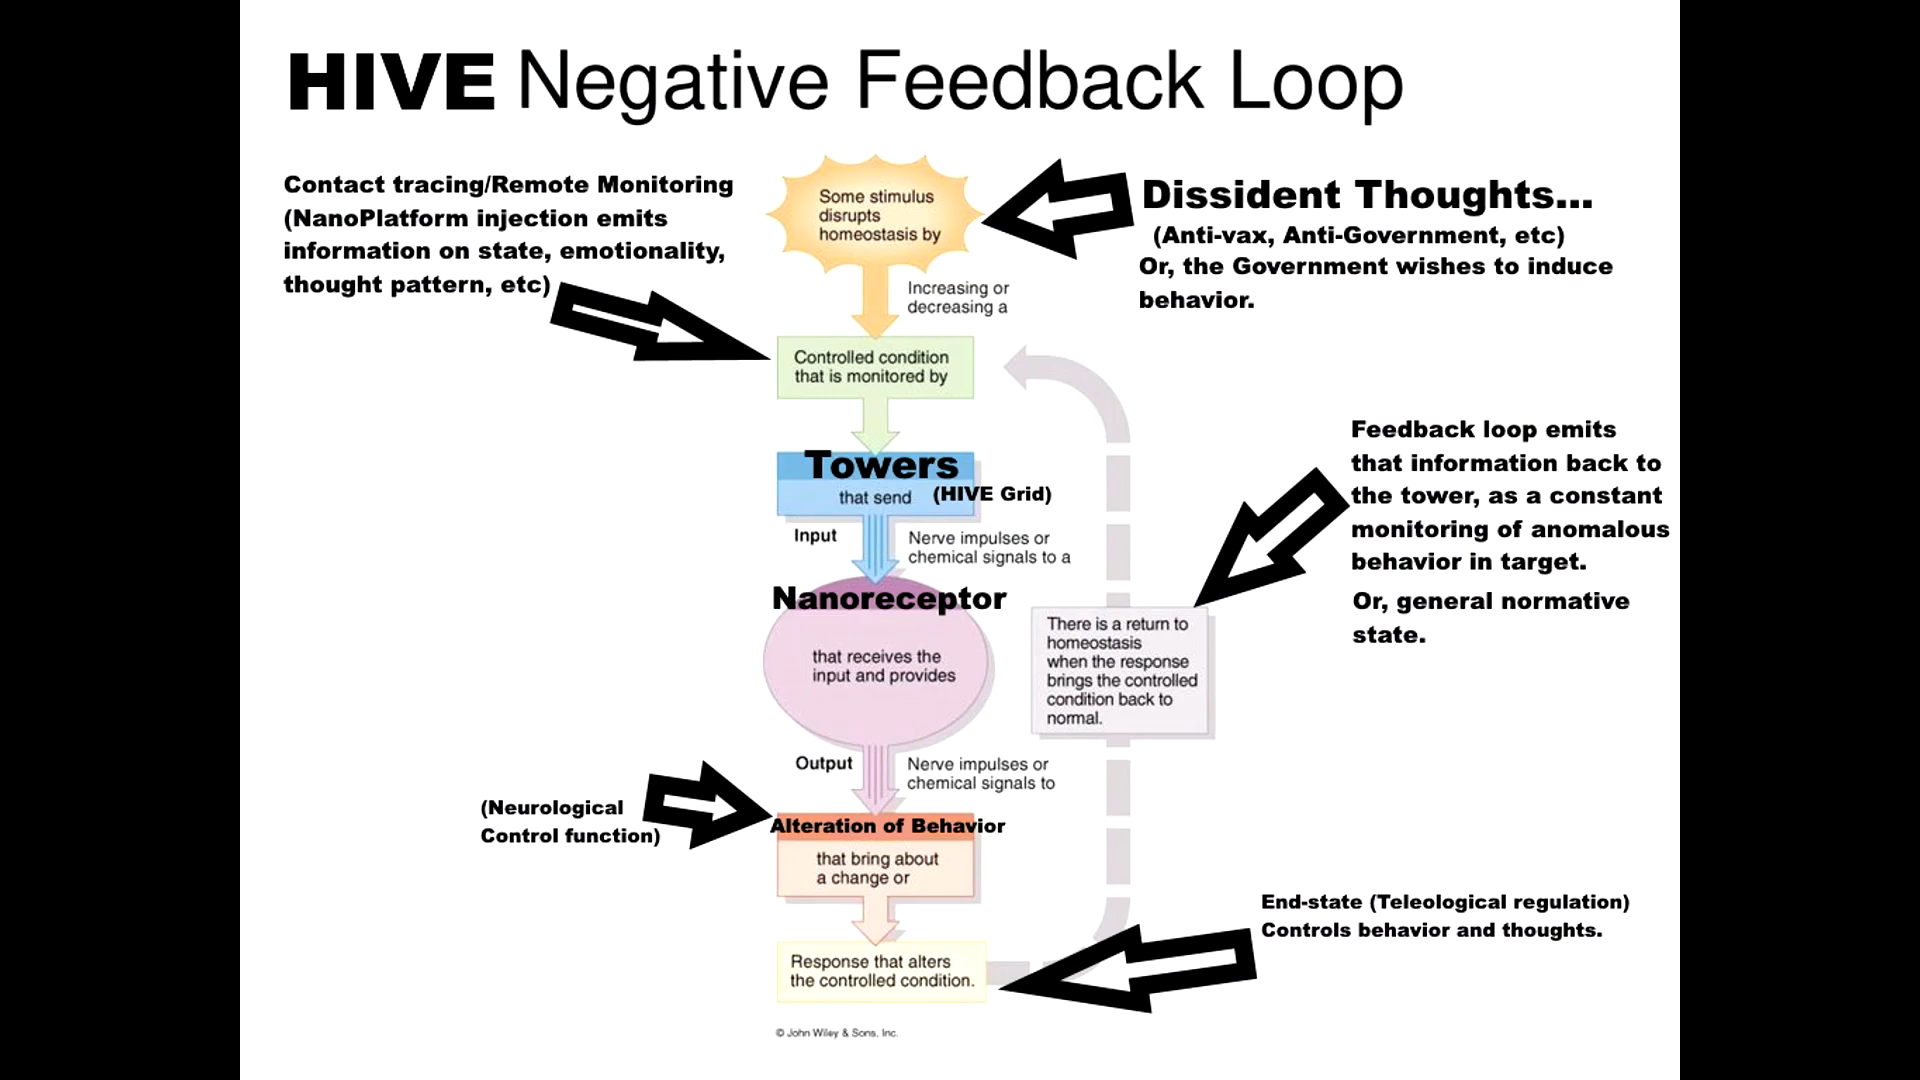 HIVE Negative Feedback Loop
Contact tracing/Remote Monitoring
(NanoPlatform injection emits
information on state, emotionality,
thought pattern, etc)
Some stimulus
disrupts
homeostasis by
Dissident Thoughts...
(Anti-vax, Anti-Government, etc)
Or, the Government wishes to induce
behavior.
Increasing or
decreasing a
Controlled condition
that is monitored by
Towers
that send (HIVE Grid)
Input
Nerve impulses or
chemical signals to a
Feedback loop emits
that information back to
the tower, as a constant
monitoring of anomalous
behavior in target.
Or, general normative
state.
Nanoreceptor
that receives the
input and provides
There is a return to
homeostasis
when the response
brings the controlled
condition back to
normal.
Output
Nerve impulses or
chemical signals to
(Neurological
Control function)
Alteration of Behavior
that bring about
a change or
End-state (Teleological regulation)
Controls behavior and thoughts.
Response that alters
the controlled condition.
© John Wiley & Sons, Inc.